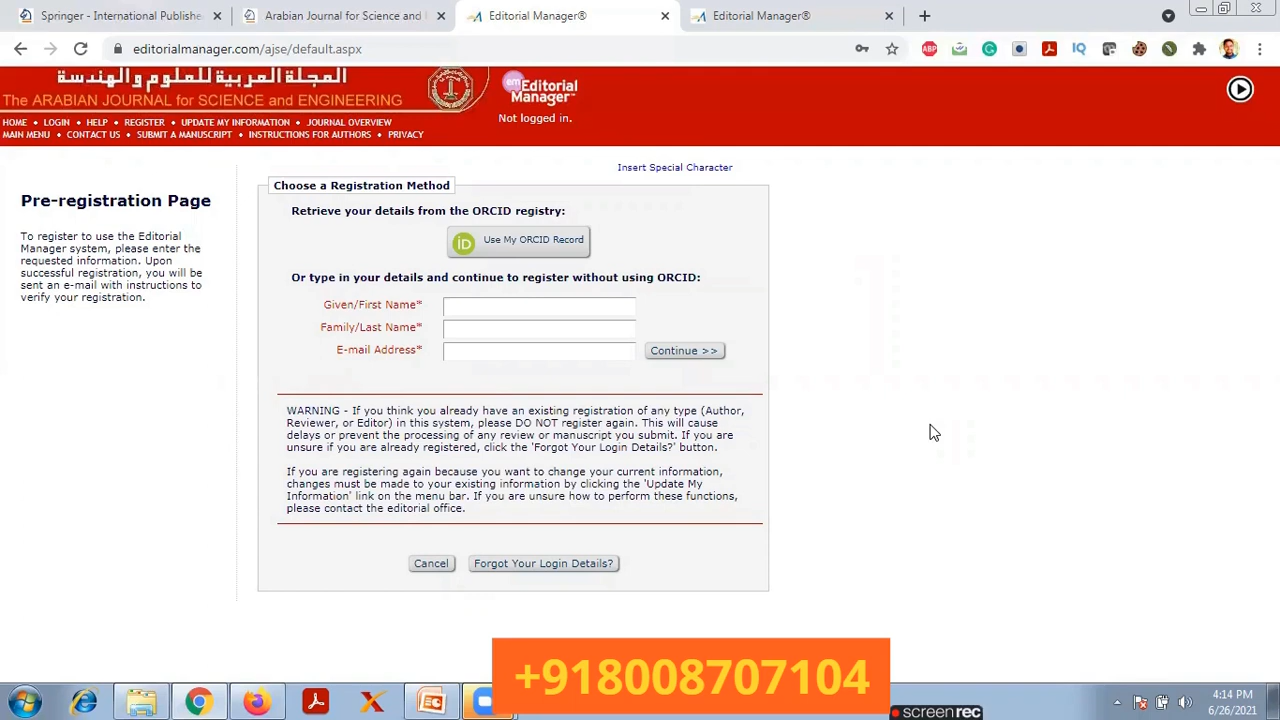 Springer - International Publishe
Arabian Journal for Science and
Editorial Manager®
Editorial Manager®
editorialmanager.com/ajse/default.aspx
ABP
IQ
المجلة العربية للعلوم والهندسة
The ARABIAN JOURNAL for SCIENCE and ENGINEERING
em Editorial
Manager®
Not logged in.
HOME • LOGIN • HELP • REGISTER • UPDATE MY INFORMATION • JOURNAL OVERVIEW
MAIN MENU • CONTACT US • SUBMIT A MANUSCRIPT • INSTRUCTIONS FOR AUTHORS • PRIVACY
Insert Special Character
Pre-registration Page
To register to use the Editorial
Manager system, please enter the
requested information. Upon
successful registration, you will be
sent an e-mail with instructions to
verify your registration.
Choose a Registration Method
Retrieve your details from the ORCID registry:
iD Use My ORCID Record
Or type in your details and continue to register without using ORCID:
Given/First Name*
Family/Last Name*
E-mail Address*
Continue >>
WARNING - If you think you already have an existing registration of any type (Author,
Reviewer, or Editor) in this system, please DO NOT register again. This will cause
delays or prevent the processing of any review or manuscript you submit. If you are
unsure if you are already registered, click the 'Forgot Your Login Details?' button.
If you are registering again because you want to change your current information,
changes must be made to your existing information by clicking the 'Update My
Information' link on the menu bar. If you are unsure how to perform these functions,
please contact the editorial office.
Cancel
Forgot Your Login Details?
+918008707104
4:14 PM
6/26/2021
screenrec